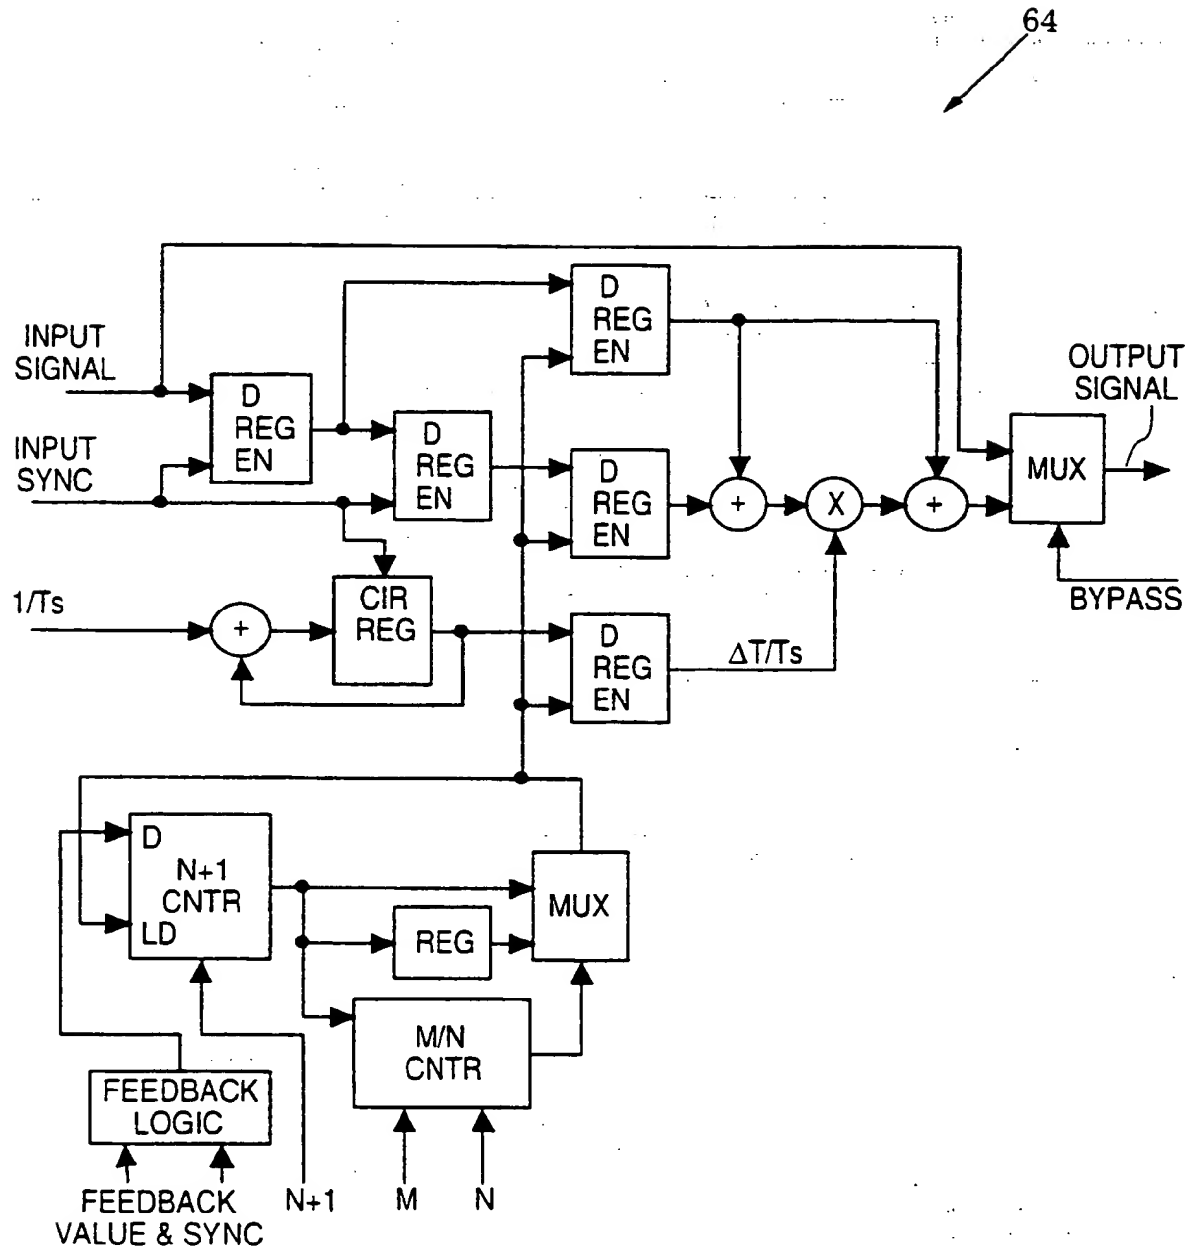 64
INPUT
SIGNAL
INPUT
SYNC
D
REG
EN
D
REG
EN
D
REG
EN
D
REG
EN
+
X
+
MUX
OUTPUT
SIGNAL
BYPASS
1/Ts
+
CIR
REG
D
REG
EN
ΔT/Ts
D
N+1
CNTR
LD
REG
MUX
M/N
CNTR
FEEDBACK
LOGIC
FEEDBACK
VALUE & SYNC
N+1
M
N